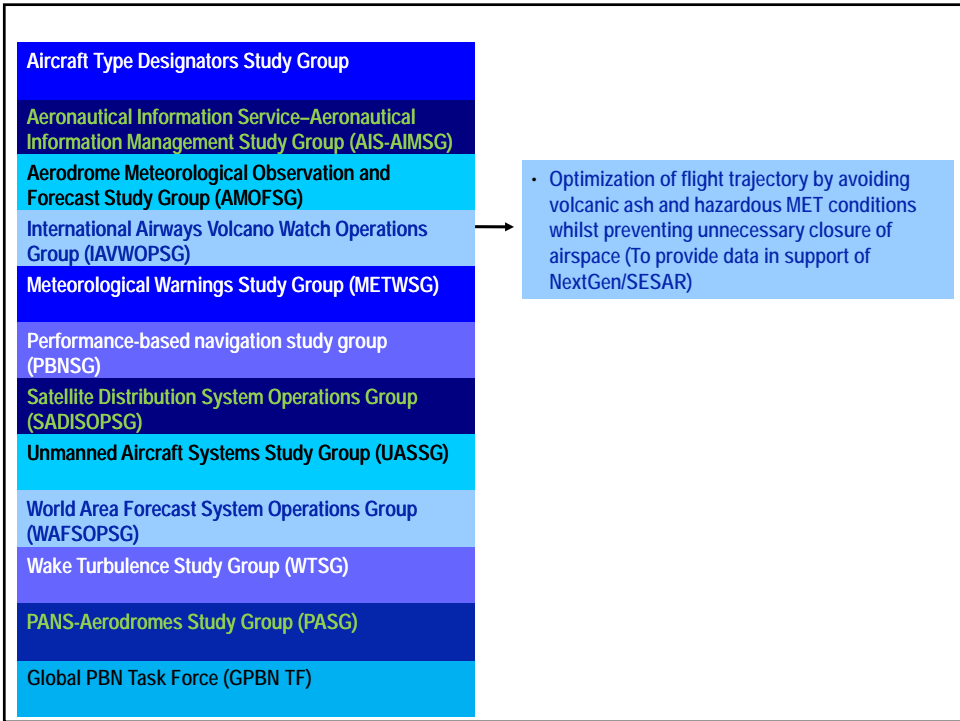 Aircraft Type Designators Study Group
Aeronautical Information Service–Aeronautical
Information Management Study Group (AIS-AIMSG)
Aerodrome Meteorological Observation and
Forecast Study Group (AMOFSG)
International Airways Volcano Watch Operations
Group (IAVWOPSG)
Meteorological Warnings Study Group (METWSG)
Performance-based navigation study group
(PBNSG)
Satellite Distribution System Operations Group
(SADISOPSG)
Unmanned Aircraft Systems Study Group (UASSG)
World Area Forecast System Operations Group
(WAFSOPSG)
Wake Turbulence Study Group (WTSG)
PANS-Aerodromes Study Group (PASG)
Global PBN Task Force (GPBN TF)
• Optimization of flight trajectory by avoiding
volcanic ash and hazardous MET conditions
whilst preventing unnecessary closure of
airspace (To provide data in support of
NextGen/SESAR)